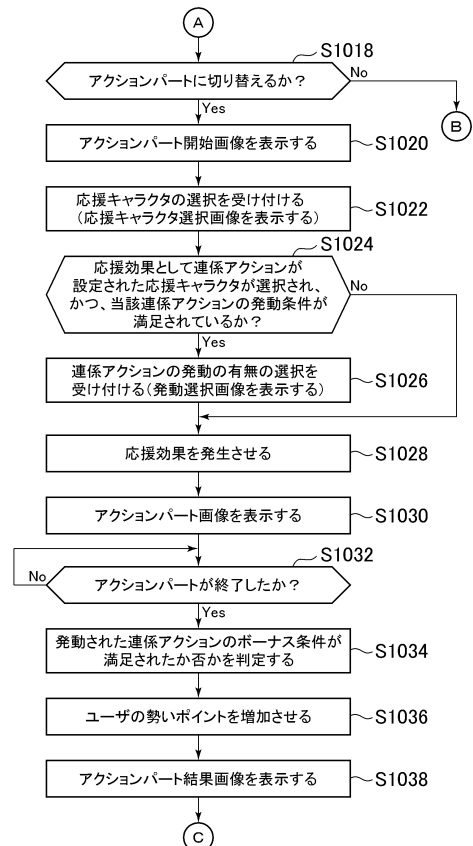 A
S1018
アクションパートに切り替えるか？
No
Yes
B
アクションパート開始画像を表示する
S1020
応援キャラクタの選択を受け付ける
（応援キャラクタ選択画像を表示する）
S1022
S1024
応援効果として連係アクションが
設定された応援キャラクタが選択され、
かつ、当該連係アクションの発動条件が
満足されているか？
No
Yes
連係アクションの発動の有無の選択を
受け付ける（発動選択画像を表示する）
S1026
応援効果を発生させる
S1028
アクションパート画像を表示する
S1030
S1032
アクションパートが終了したか？
No
Yes
発動された連係アクションのボーナス条件が
満足されたか否かを判定する
S1034
ユーザの勢いポイントを増加させる
S1036
アクションパート結果画像を表示する
S1038
C